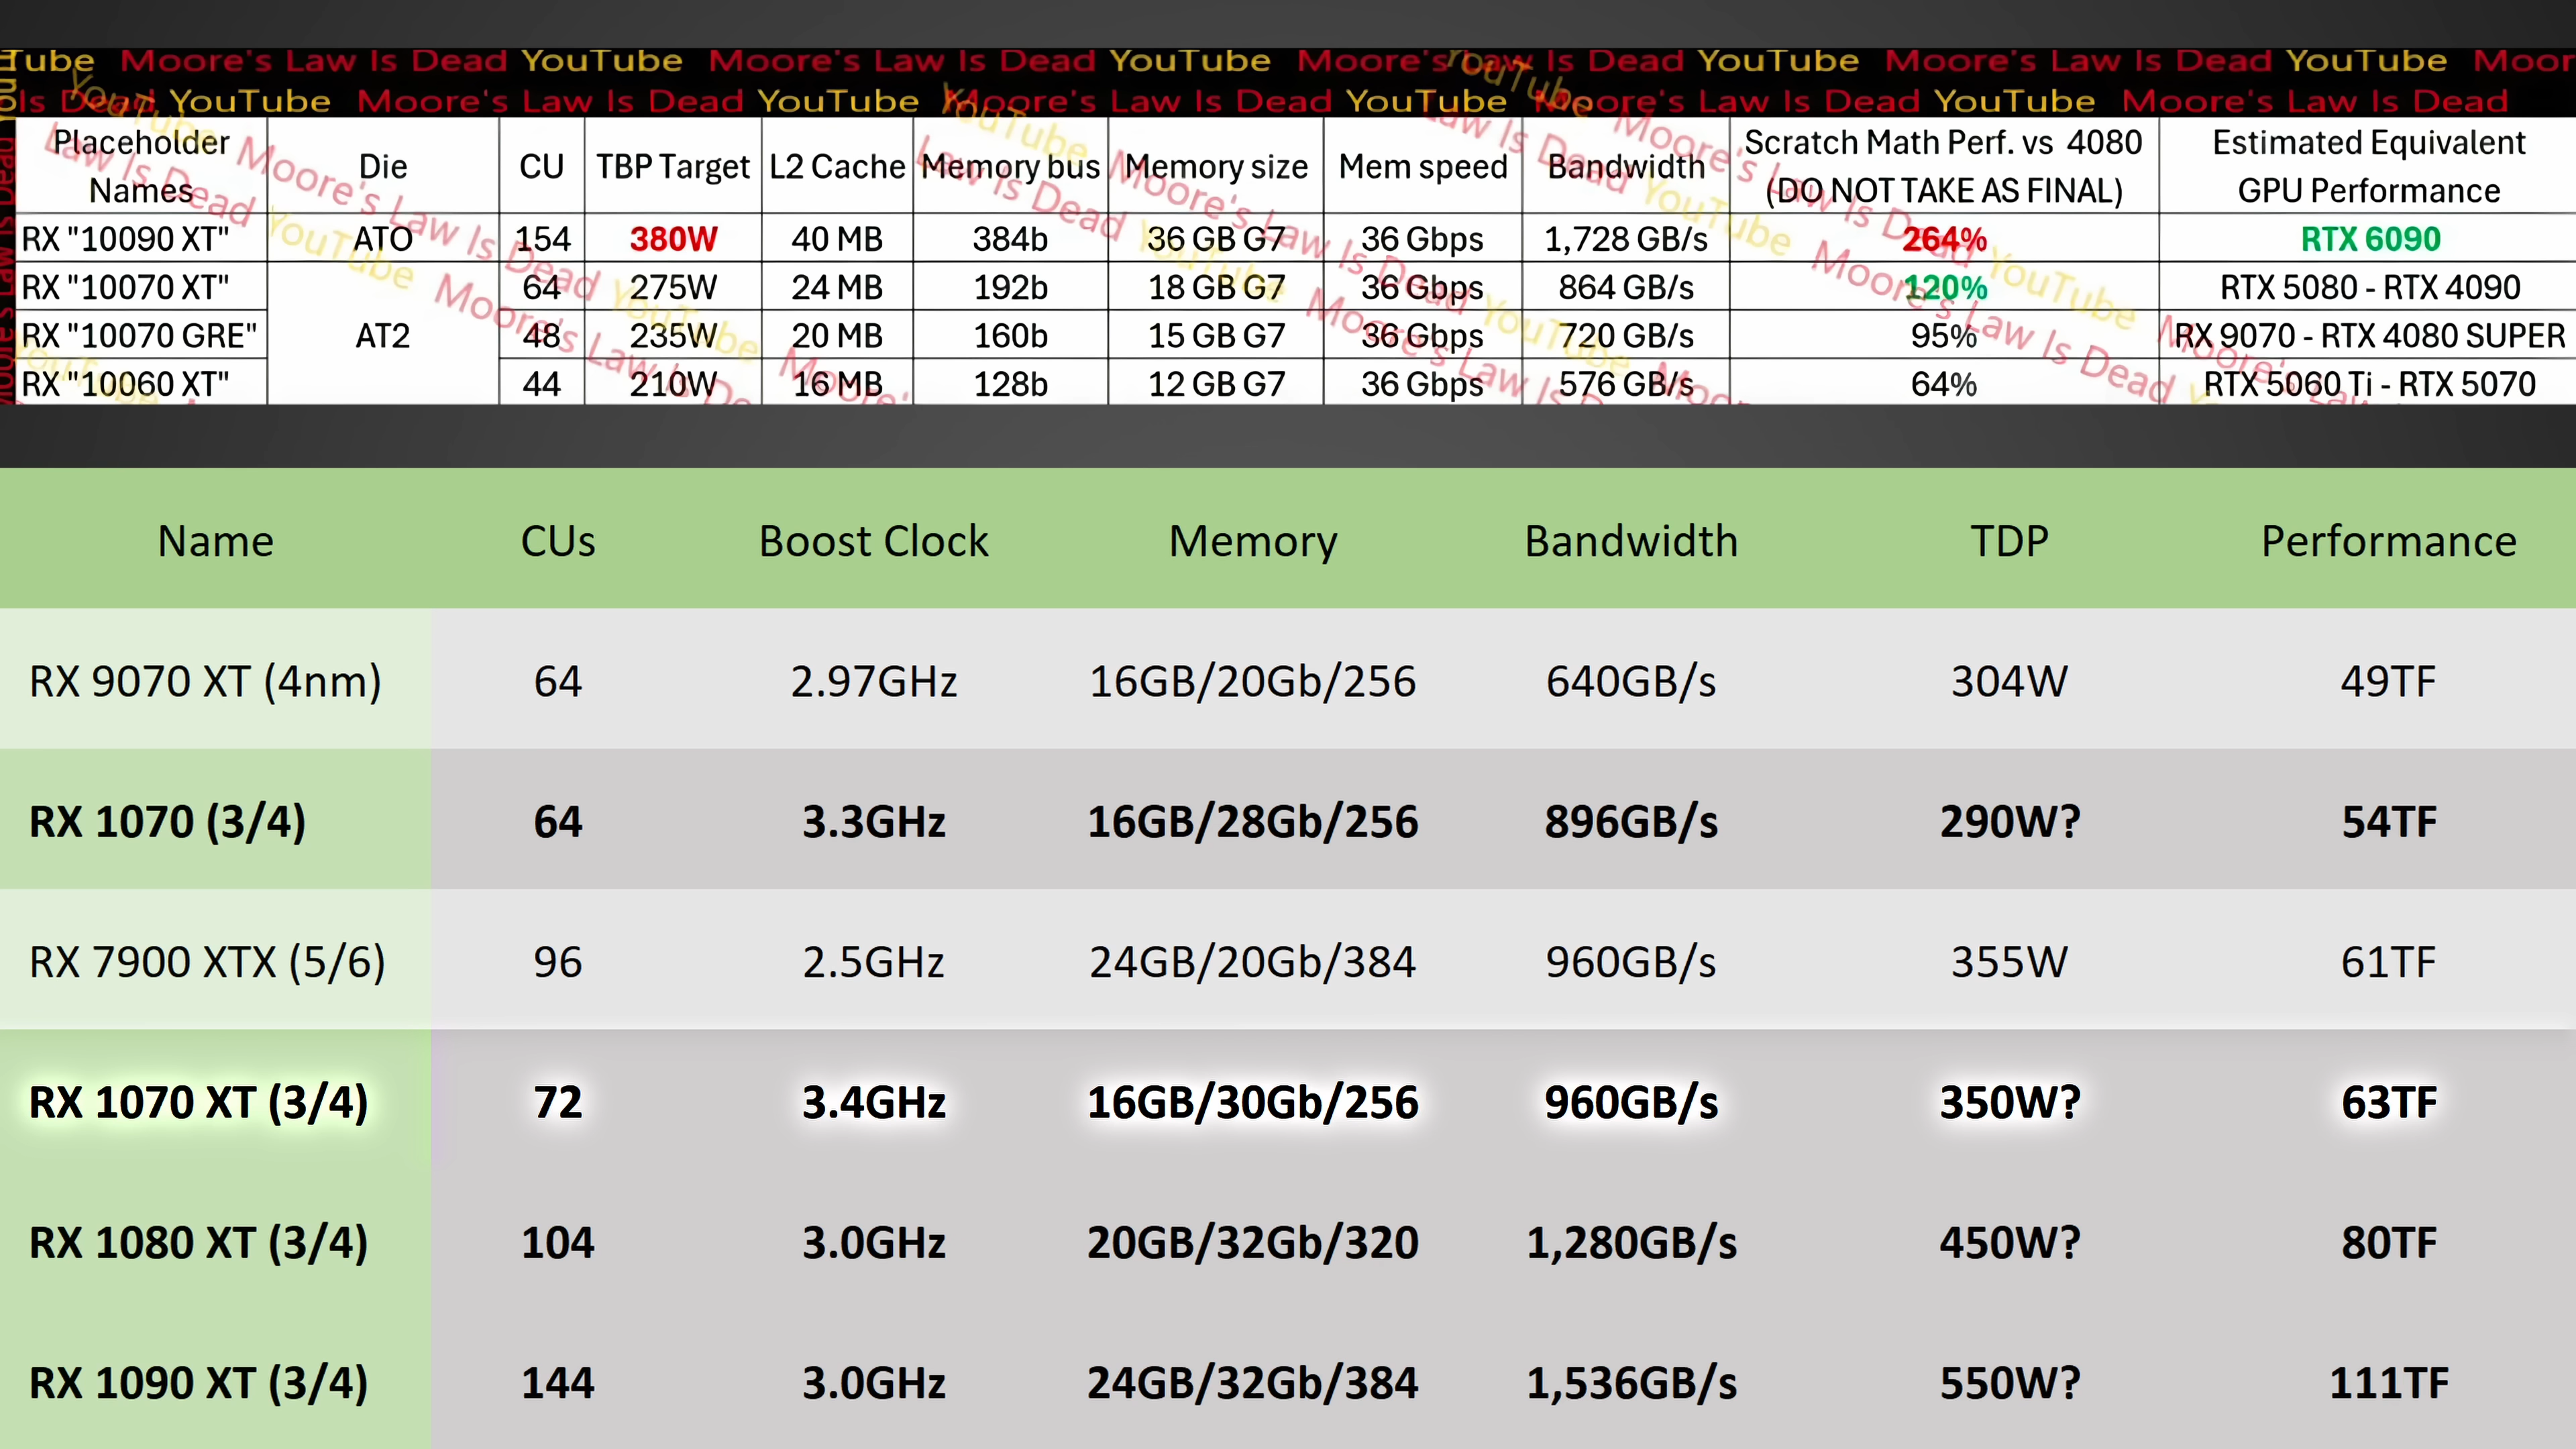 Tube Moore's Law Is Dead YouTube Moore's Law Is Dead YouTube Moore's Law Is Dead YouTube Moore's Law Is Dead YouTube Moor
Is Dead YouTube Moore's Law Is Dead YouTube Moore's Law Is Dead YouTube Moore's Law Is Dead YouTube Moore's Law Is Dead
Placeholder Names Die CU TBP Target L2 Cache Memory bus Memory size Mem speed Bandwidth Scratch Math Perf. vs 4080 (DO NOT TAKE AS FINAL) Estimated Equivalent GPU Performance
RX "10090 XT" ATO 154 380W 40 MB 384b 36 GB G7 36 Gbps 1,728 GB/s 264% RTX 6090
RX "10070 XT" 64 275W 24 MB 192b 18 GB G7 36 Gbps 864 GB/s 120% RTX 5080 - RTX 4090
RX "10070 GRE" AT2 48 235W 20 MB 160b 15 GB G7 36 Gbps 720 GB/s 95% RX 9070 - RTX 4080 SUPER
RX "10060 XT" 44 210W 16 MB 128b 12 GB G7 36 Gbps 576 GB/s 64% RTX 5060 Ti - RTX 5070
Name CUs Boost Clock Memory Bandwidth TDP Performance
RX 9070 XT (4nm) 64 2.97GHz 16GB/20Gb/256 640GB/s 304W 49TF
RX 1070 (3/4) 64 3.3GHz 16GB/28Gb/256 896GB/s 290W? 54TF
RX 7900 XTX (5/6) 96 2.5GHz 24GB/20Gb/384 960GB/s 355W 61TF
RX 1070 XT (3/4) 72 3.4GHz 16GB/30Gb/256 960GB/s 350W? 63TF
RX 1080 XT (3/4) 104 3.0GHz 20GB/32Gb/320 1,280GB/s 450W? 80TF
RX 1090 XT (3/4) 144 3.0GHz 24GB/32Gb/384 1,536GB/s 550W? 111TF